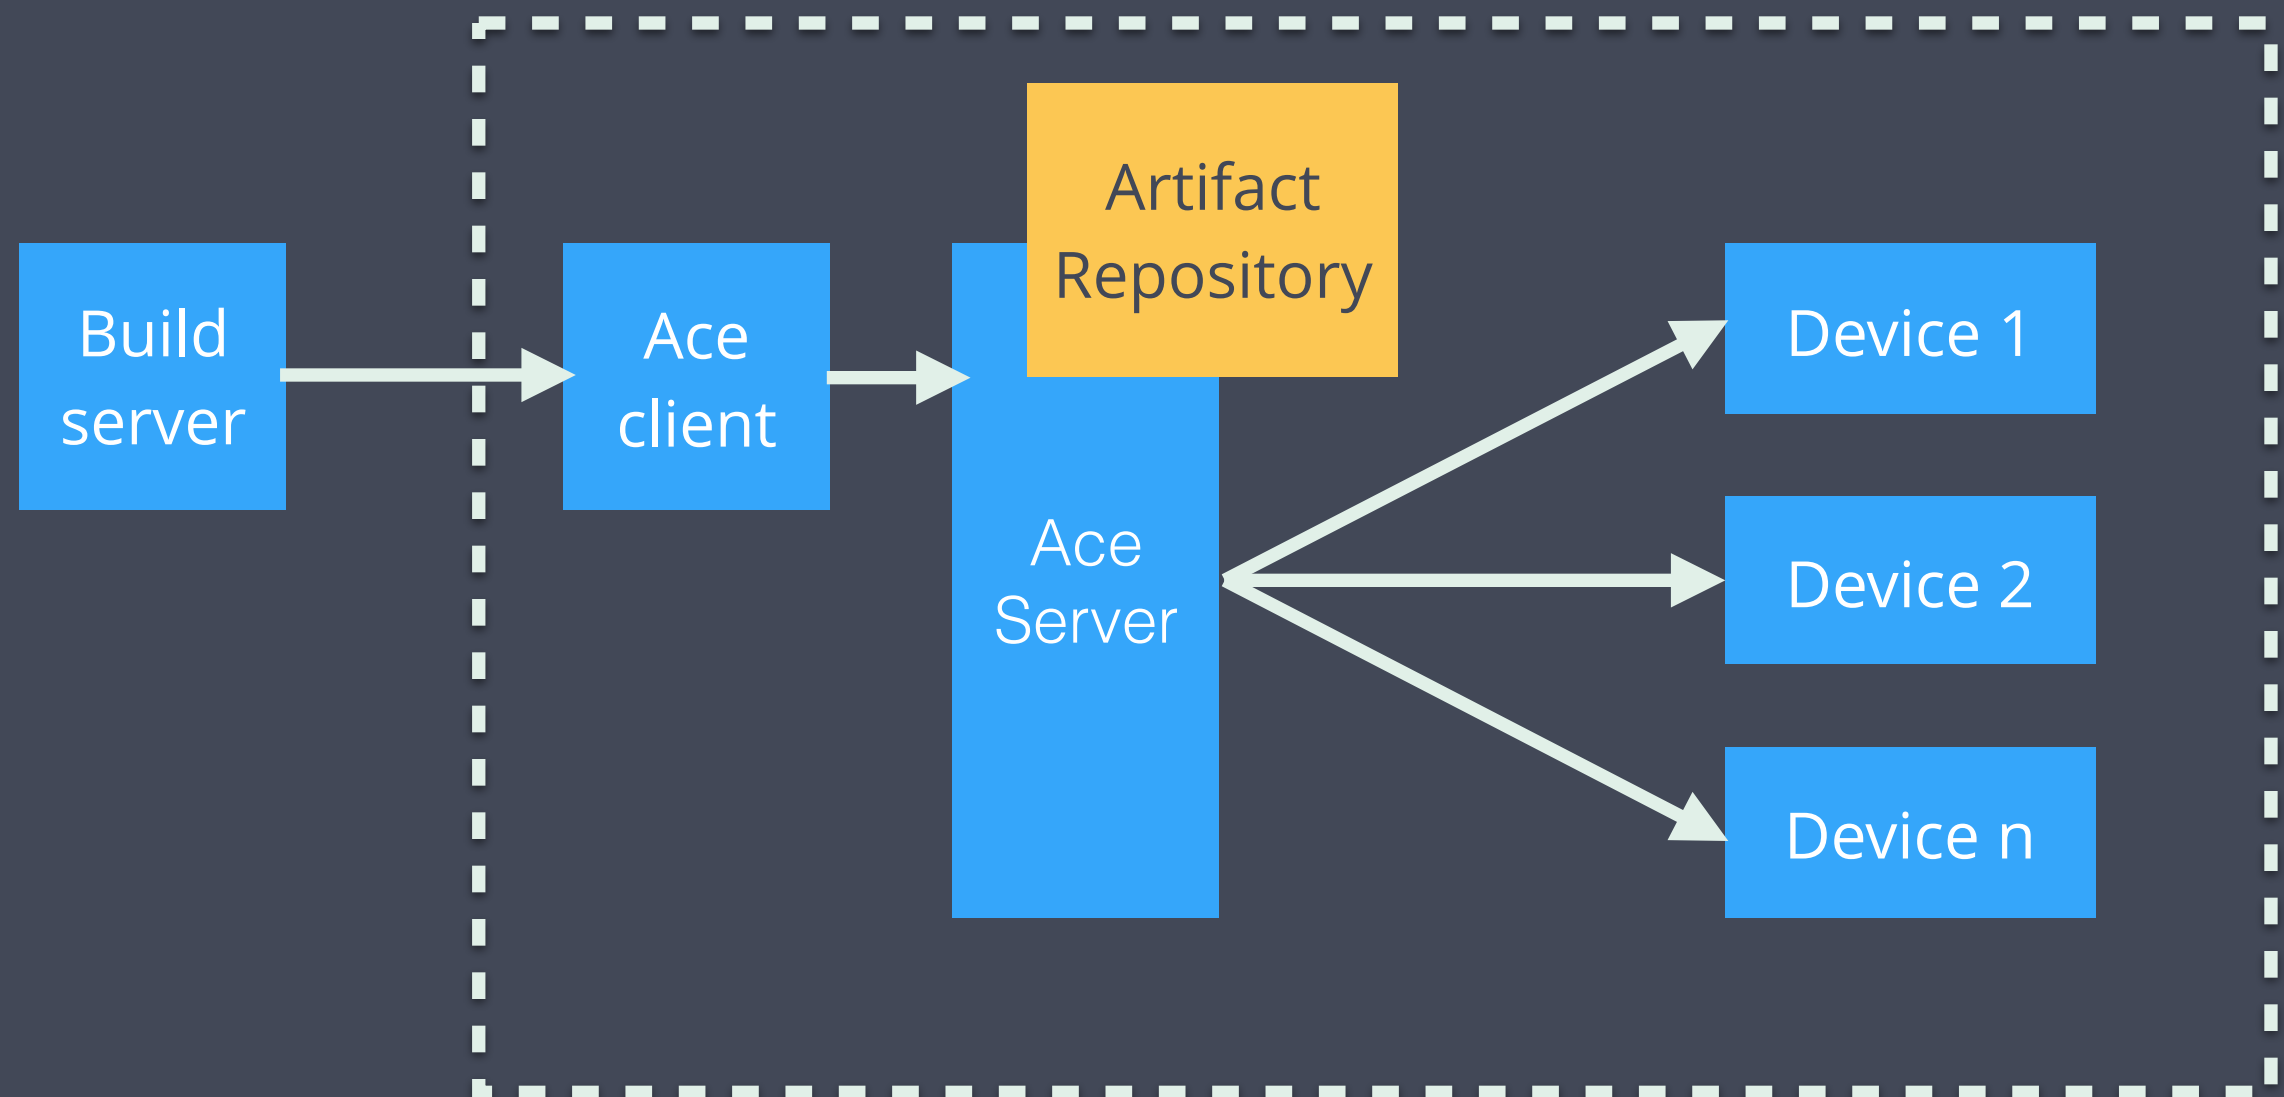 Build
server
Ace
client
Artifact
Repository
Ace
Server
Device 1
Device 2
Device n